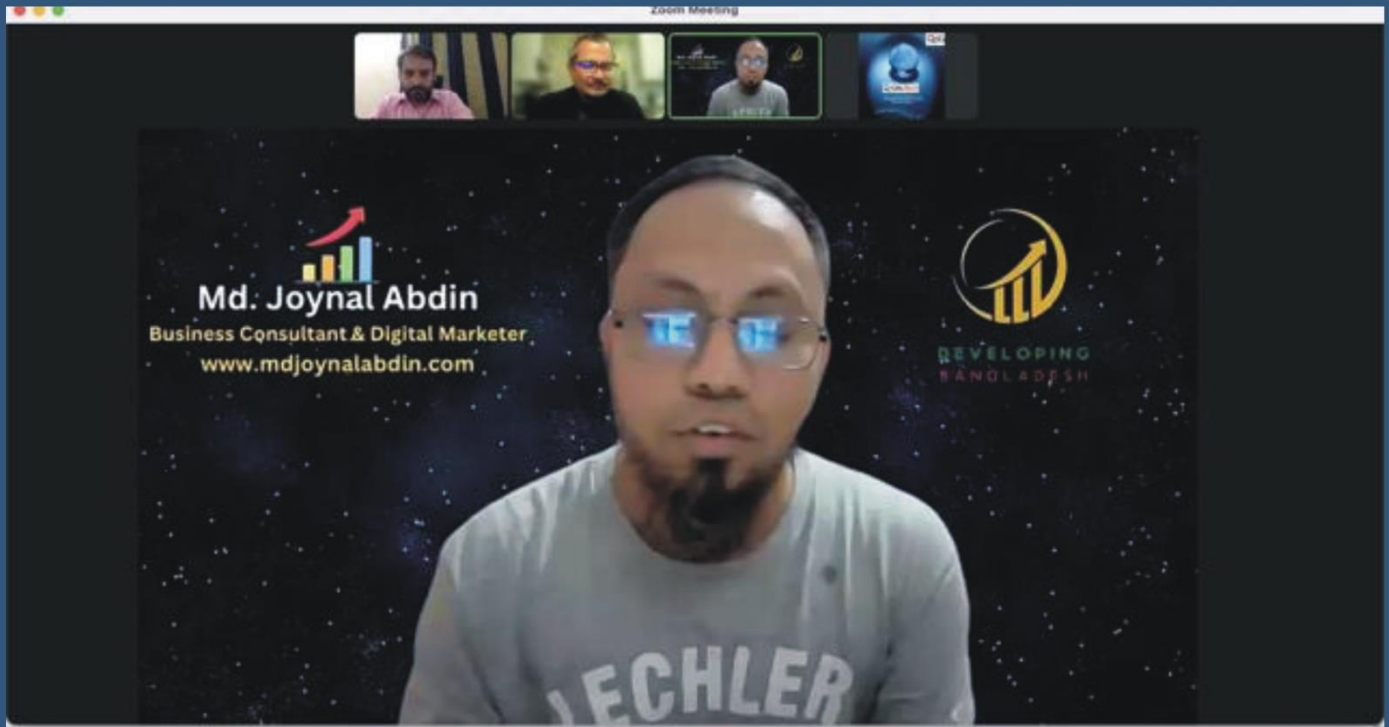 Zoom Meeting
Md. Joynal Abdin
Business Consultant & Digital Marketer
www.mdjoynalabdin.com
DEVELOPING
BANGLADESH
LECHLER